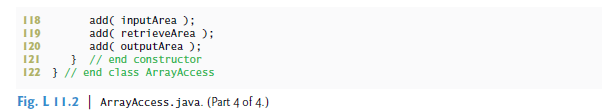 118 add( inputArea );
119 add( retrieveArea );
120 add( outputArea );
121 } // end constructor
122 } // end class ArrayAccess
Fig. L 11.2 | ArrayAccess.java. (Part 4 of 4.)